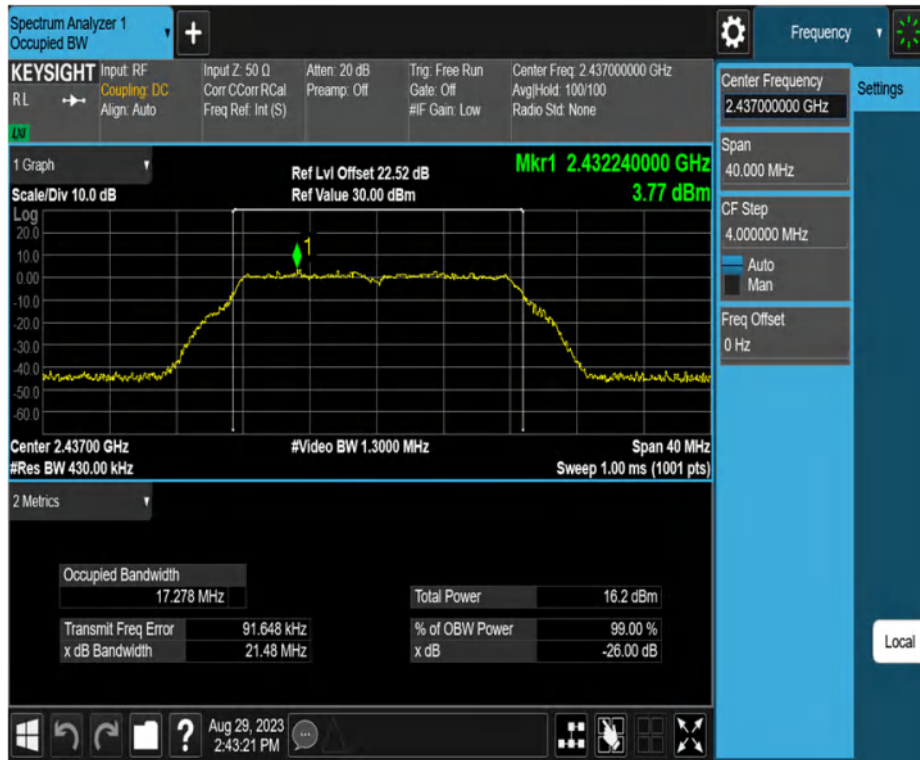 Spectrum Analyzer 1
Occupied BW
+
Frequency
KEYSIGHT
RL
LNI
Input: RF
Coupling: DC
Align: Auto
Input Z: 50 Ω
Corr CCorr RCal
Freq Ref: Int (S)
Atten: 20 dB
Preamp: Off
Trig: Free Run
Gate: Off
#IF Gain: Low
Center Freq: 2.437000000 GHz
Avg|Hold: 100/100
Radio Std: None
Center Frequency
2.437000000 GHz
Settings
Span
40.000 MHz
CF Step
4.000000 MHz
Auto
Man
Freq Offset
0 Hz
1 Graph
Scale/Div 10.0 dB
Ref Lvl Offset 22.52 dB
Ref Value 30.00 dBm
Mkr1 2.432240000 GHz
3.77 dBm
Log
20.0
10.0
0.00
-10.0
-20.0
-30.0
-40.0
-50.0
-60.0
1
Center 2.43700 GHz
#Video BW 1.3000 MHz
Span 40 MHz
#Res BW 430.00 kHz
Sweep 1.00 ms (1001 pts)
2 Metrics
Occupied Bandwidth
17.278 MHz
Total Power 16.2 dBm
Transmit Freq Error 91.648 kHz
% of OBW Power 99.00 %
x dB Bandwidth 21.48 MHz
x dB -26.00 dB
Local
?
Aug 29, 2023
2:43:21 PM